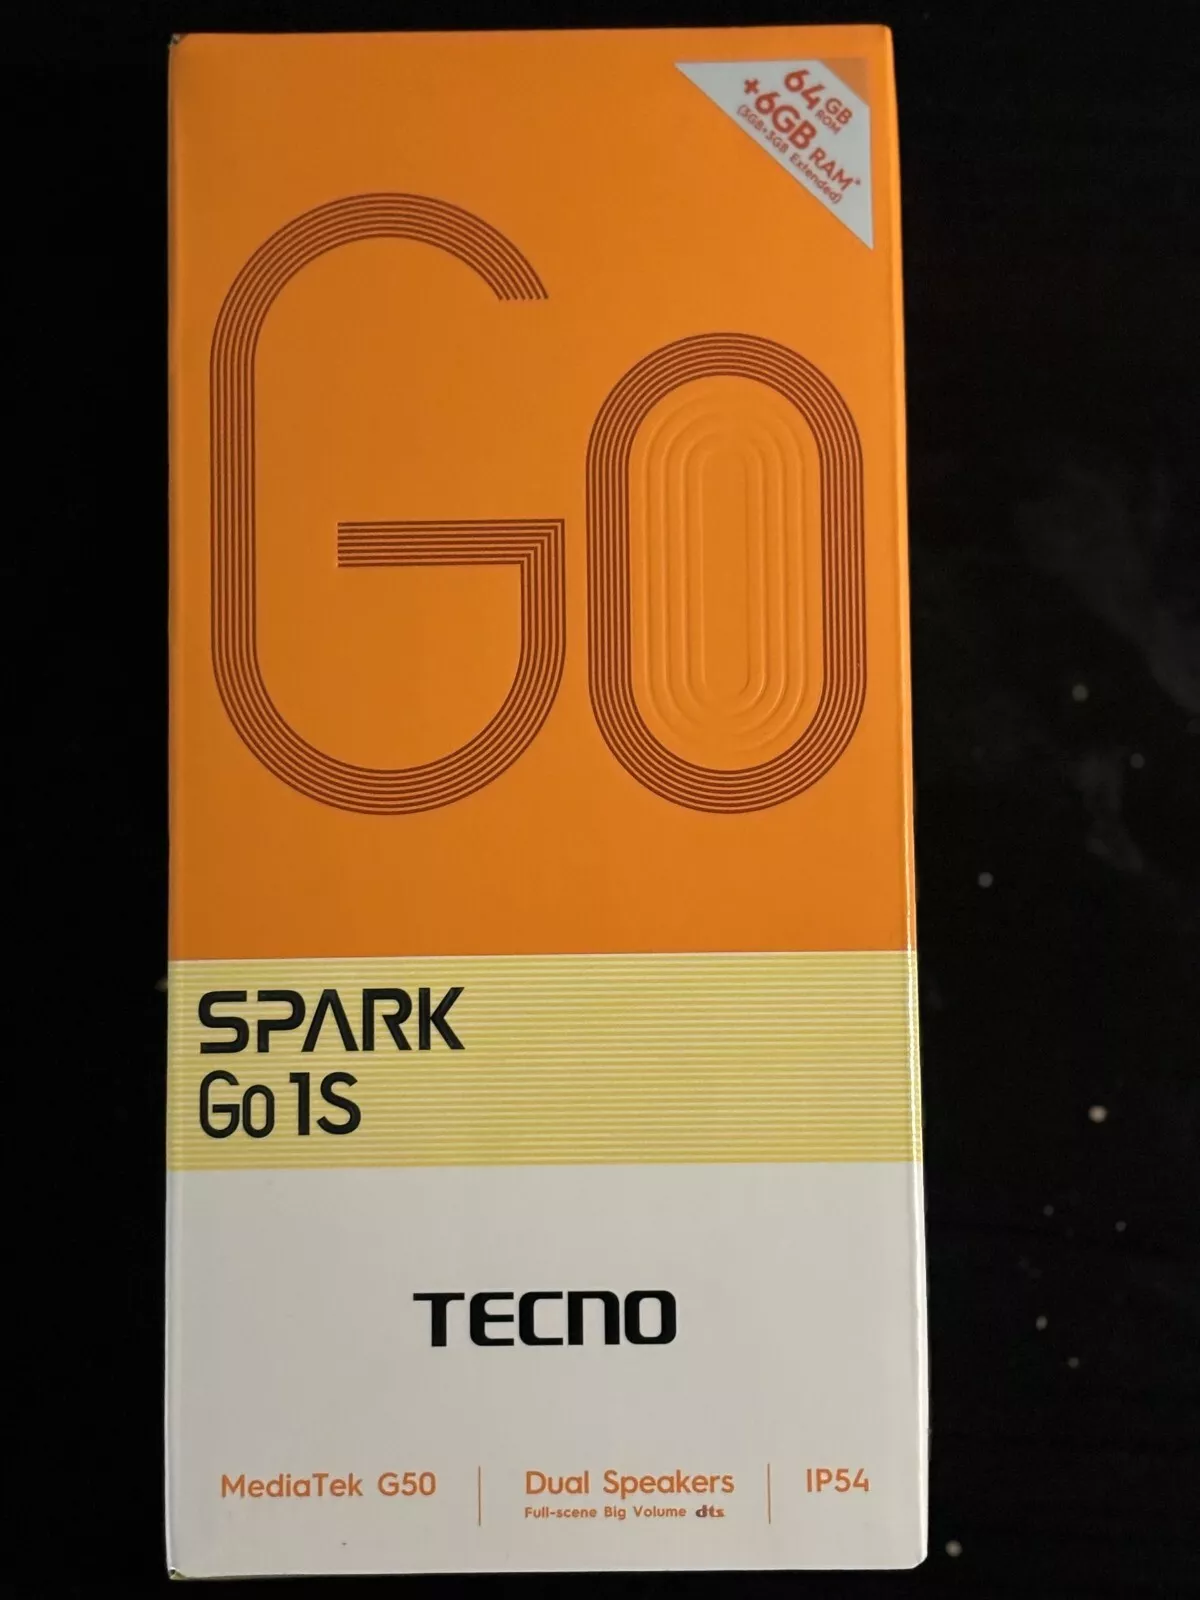 64GB
ROM
+6GB RAM*
(3GB+3GB Extended)
Go
SPARK
Go 1S
TECNO
MediaTek G50
Dual Speakers
Full-scene Big Volume dts
IP54